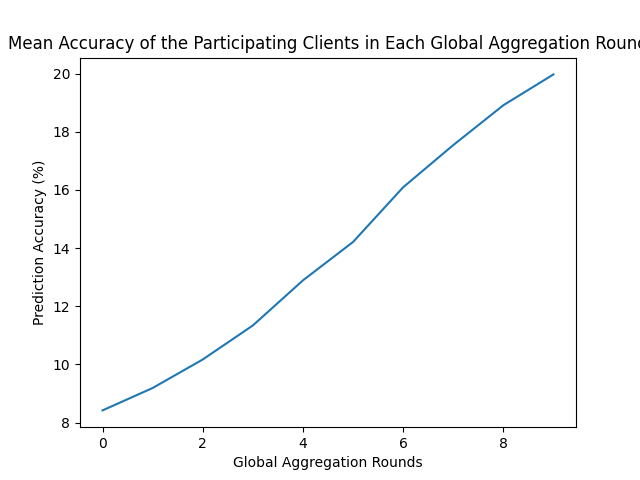 Mean Accuracy of the Participating Clients in Each Global Aggregation Roun
20
18
16
14
12
10
8
Prediction Accuracy (%)
0 2 4 6 8
Global Aggregation Rounds